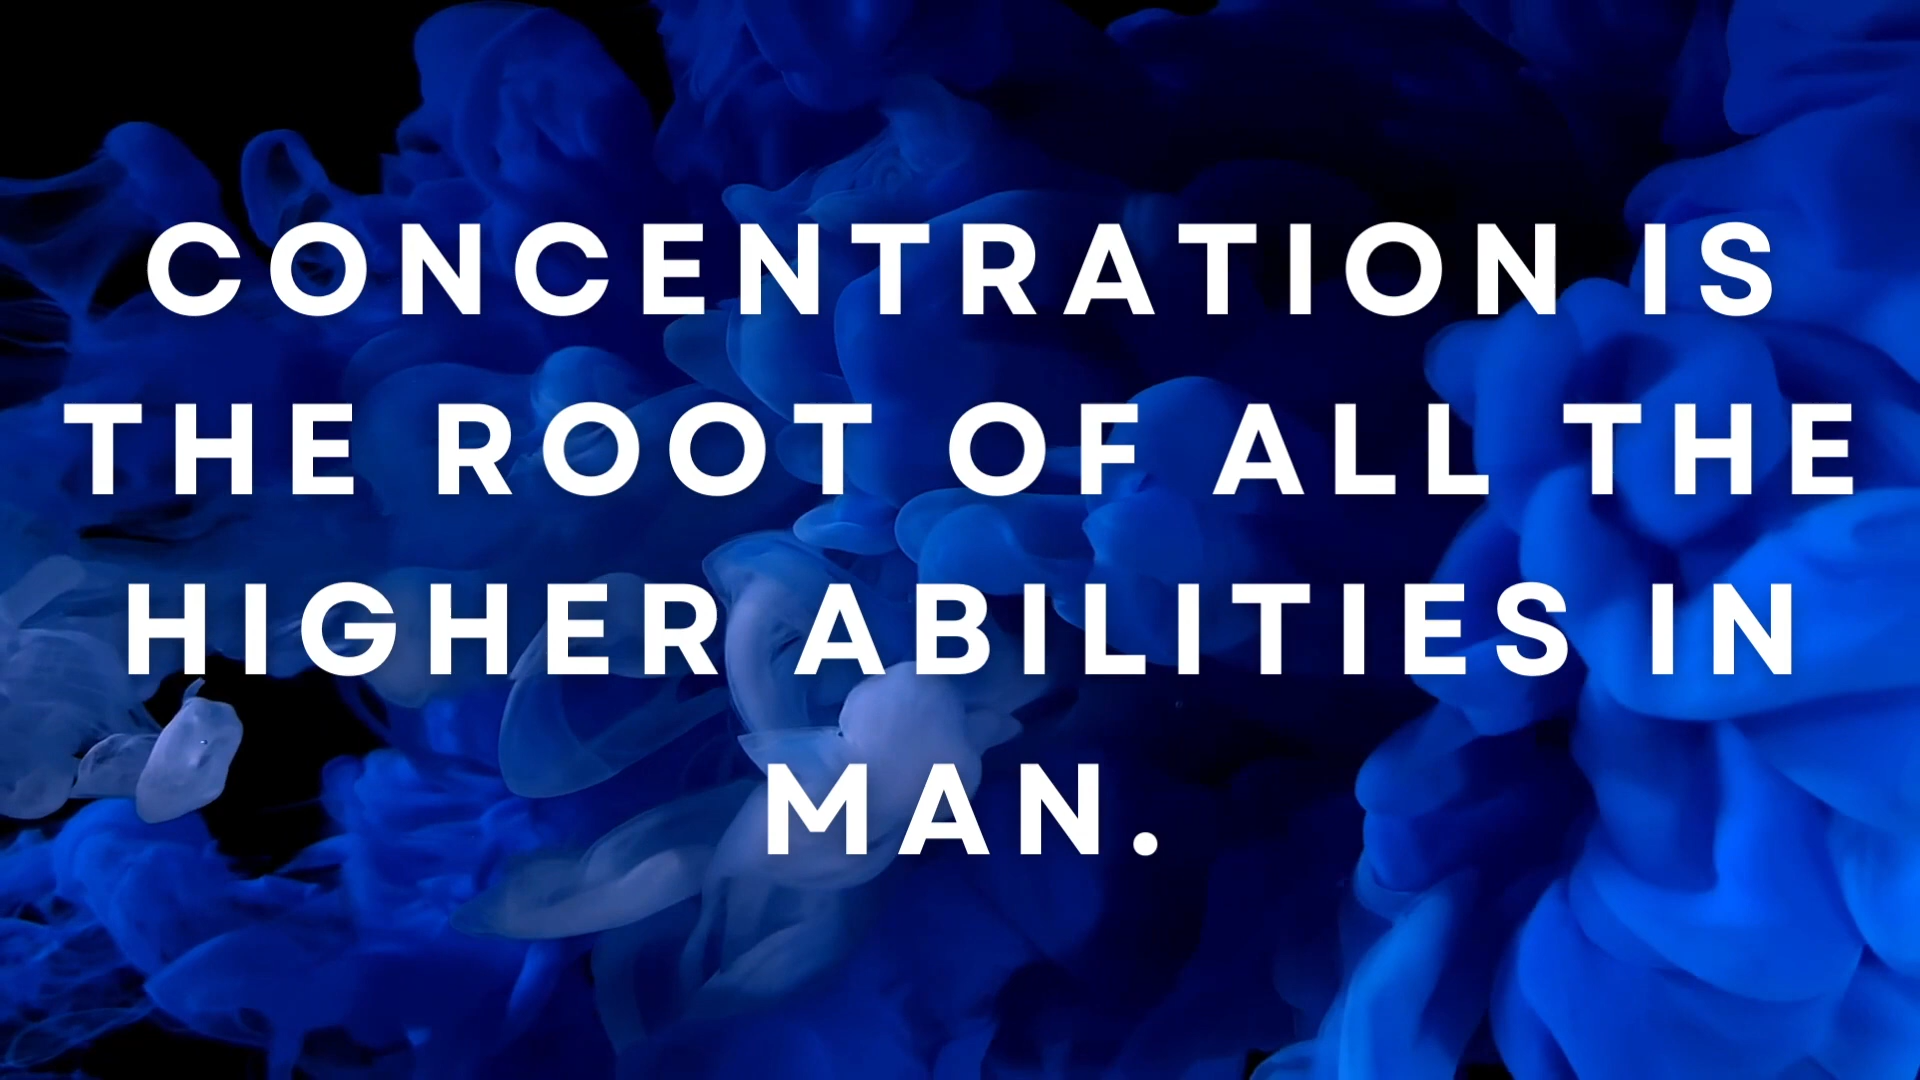 CONCENTRATION IS
THE ROOT OF ALL THE
HIGHER ABILITIES IN
MAN.